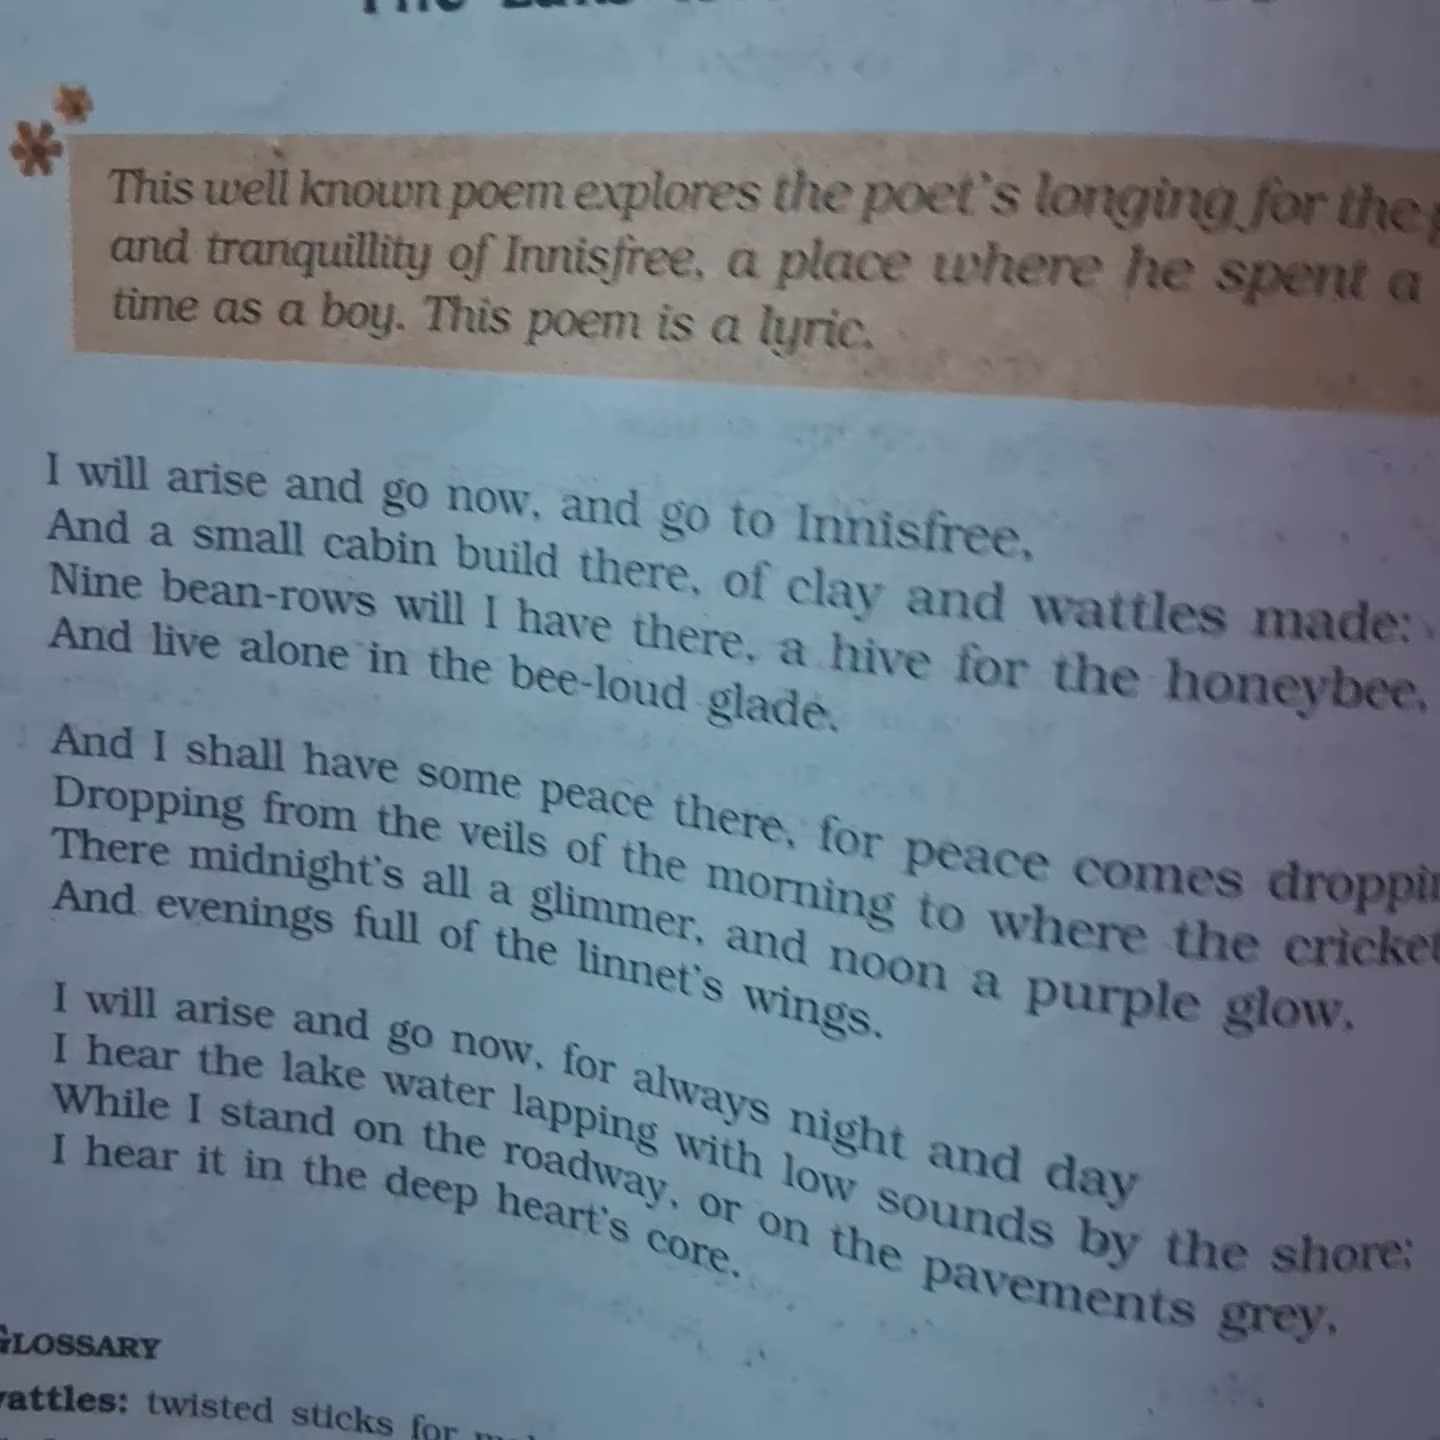 This well known poem explores the poet's longing for the
and tranquillity of Innisfree, a place where he spent a
time as a boy. This poem is a lyric.
I will arise and go now, and go to Innisfree,
And a small cabin build there, of clay and wattles made:
Nine bean-rows will I have there, a hive for the honeybee,
And live alone in the bee-loud glade.
And I shall have some peace there, for peace comes
Dropping from the veils of the morning to where the
There midnight's all a glimmer, and noon a purple glow,
And evenings full of the linnet's wings.
I will arise and go now, for always night and day
I hear the lake water lapping with low sounds by the shore;
While I stand on the roadway, or on the pavements grey,
I hear it in the deep heart's core.
GLOSSARY
wattles: twisted sticks for